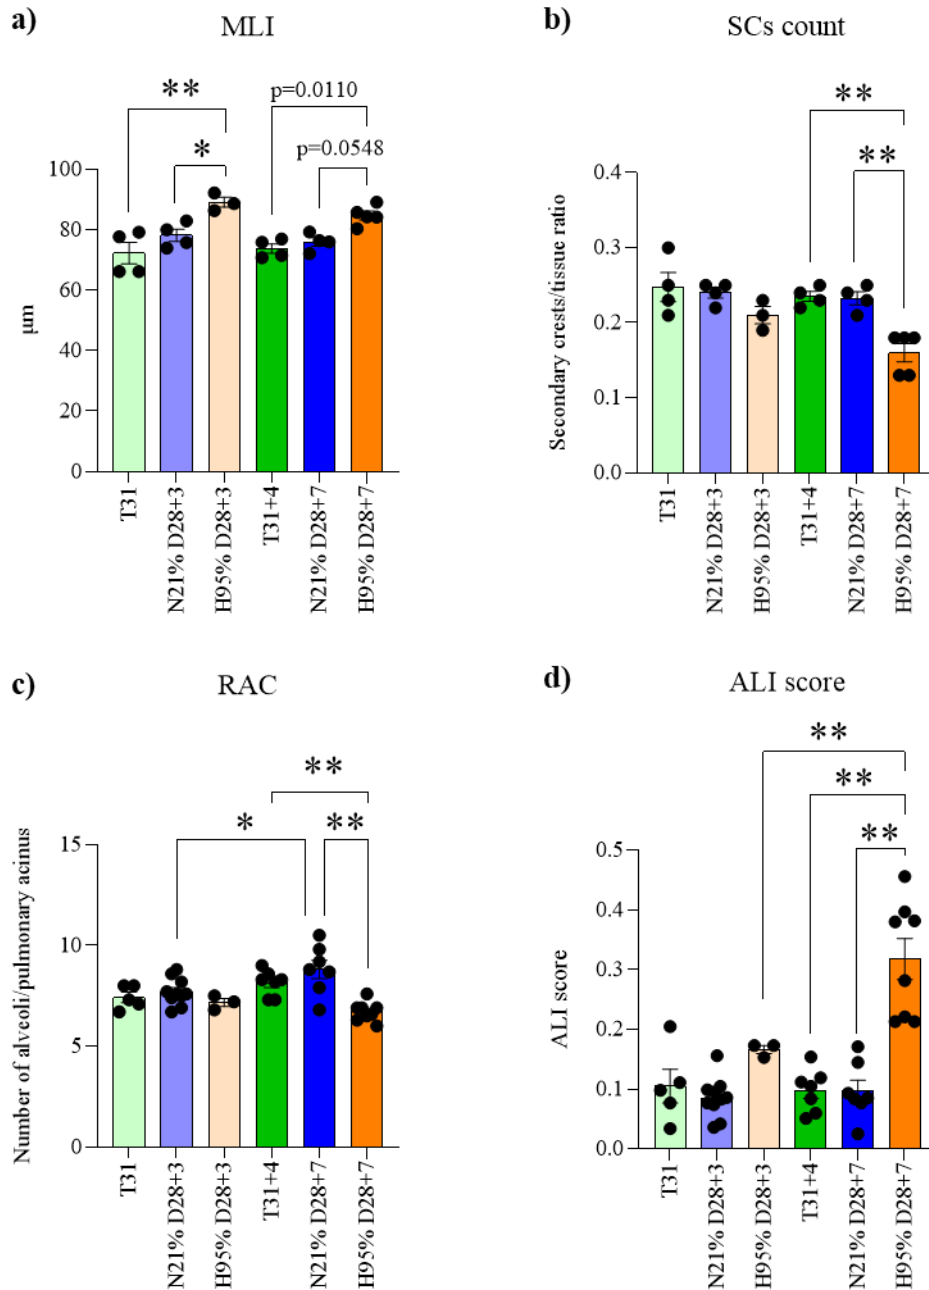 a)
MLI
**
p=0.0110
*
p=0.0548
100
80
60
40
20
0
µm
T31
N21% D28+3
H95% D28+3
T31+4
N21% D28+7
H95% D28+7
b)
SCs count
**
**
0.4
0.3
0.2
0.1
0.0
Secondary crests/tissue ratio
T31
N21% D28+3
H95% D28+3
T31+4
N21% D28+7
H95% D28+7
c)
RAC
**
*
**
15
10
5
0
Number of alvcoli/pulmonary acinus
T31
N21% D28+3
H95% D28+3
T31+4
N21% D28+7
H95% D28+7
d)
ALI score
**
**
**
0.5
0.4
0.3
0.2
0.1
0.0
ALI score
T31
N21% D28+3
H95% D28+3
T31+4
N21% D28+7
H95% D28+7